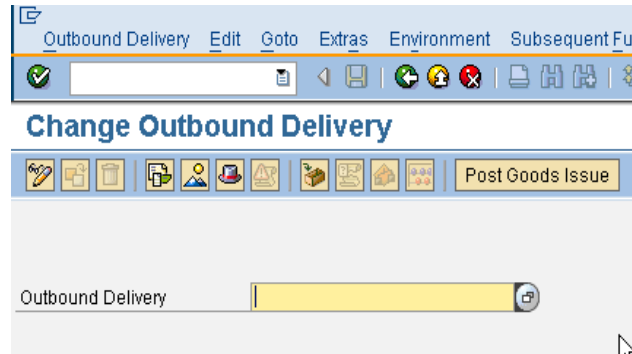 Outbound Delivery Edit Goto Extras Environment Subsequent Fu
Change Outbound Delivery
Post Goods Issue
Outbound Delivery